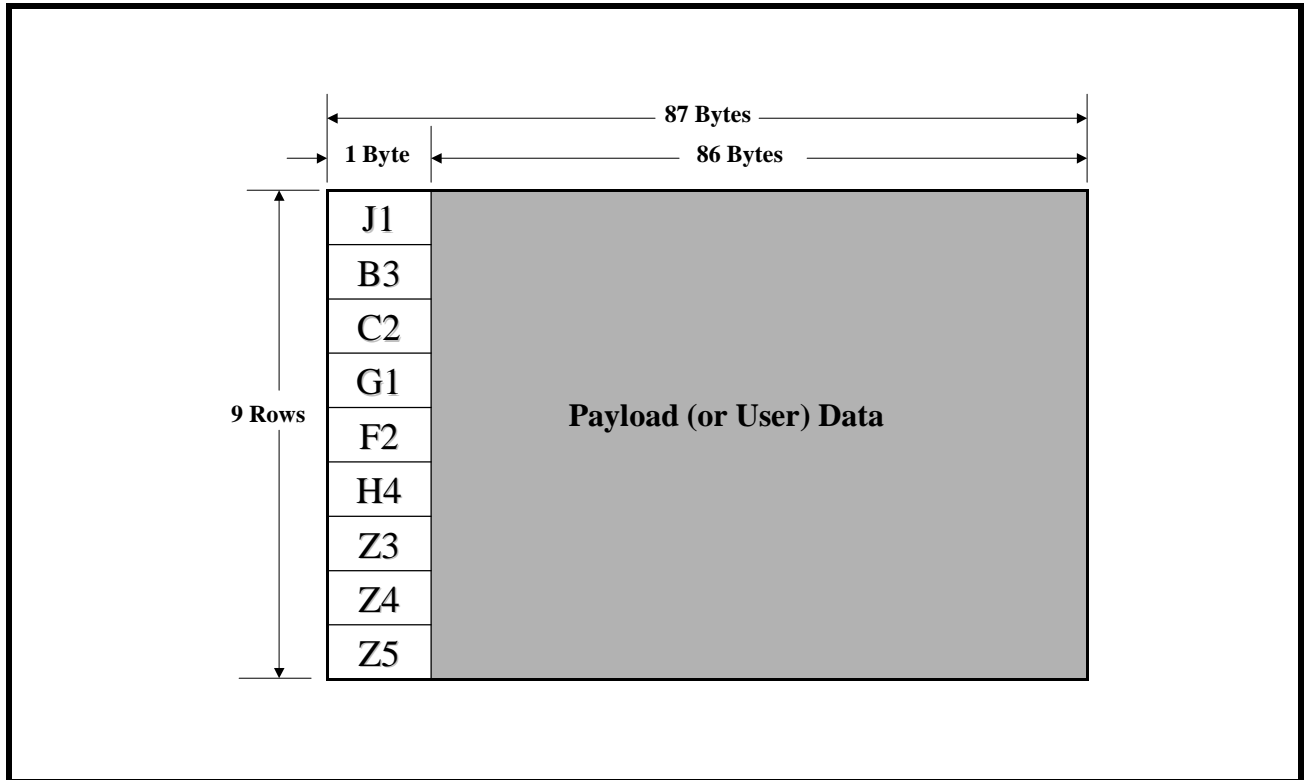 87 Bytes
1 Byte
86 Bytes
J1
B3
C2
G1
F2
H4
Z3
Z4
Z5
9 Rows
Payload (or User) Data